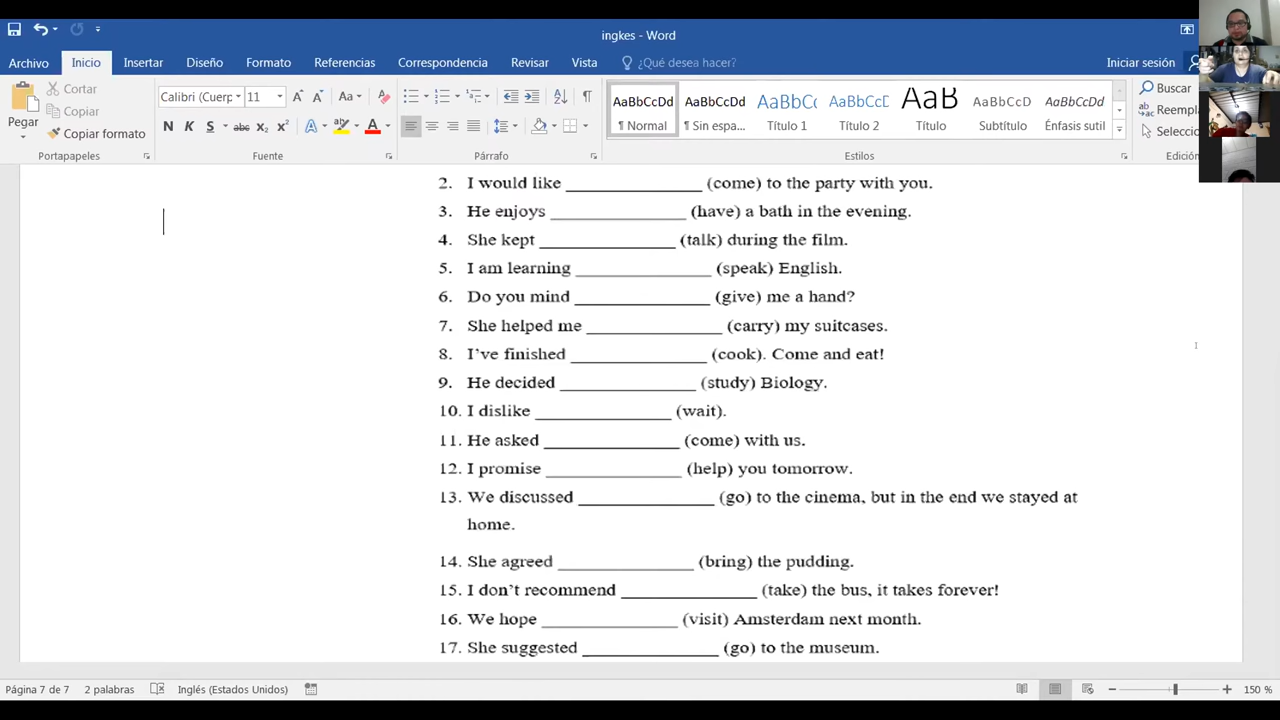 ingkes - Word
Archivo Inicio Insertar Diseño Formato Referencias Correspondencia Revisar Vista ¿Qué desea hacer? Iniciar sesión
Pegar Cortar Calibri (Cuerp 11 Aa AaBbCcDd AaBbCcDd AaBbCc AaBbCcD AaB AaBbCcD AaBbCcDd Buscar
Copiar N K S abc x₂ x² A A ¶ Normal ¶ Sin espa... Título 1 Título 2 Título Subtítulo Énfasis sutil Reempla
Copiar formato Selecci
Portapapeles Fuente Párrafo Estilos Edición
2. I would like _______________ (come) to the party with you.
3. He enjoys _______________ (have) a bath in the evening.
4. She kept _______________ (talk) during the film.
5. I am learning _______________ (speak) English.
6. Do you mind _______________ (give) me a hand?
7. She helped me _______________ (carry) my suitcases.
8. I've finished _______________ (cook). Come and eat!
9. He decided _______________ (study) Biology.
10. I dislike _______________ (wait).
11. He asked _______________ (come) with us.
12. I promise _______________ (help) you tomorrow.
13. We discussed _______________ (go) to the cinema, but in the end we stayed at
home.
14. She agreed _______________ (bring) the pudding.
15. I don't recommend _______________ (take) the bus, it takes forever!
16. We hope _______________ (visit) Amsterdam next month.
17. She suggested _______________ (go) to the museum.
Página 7 de 7 2 palabras Inglés (Estados Unidos) 150 %